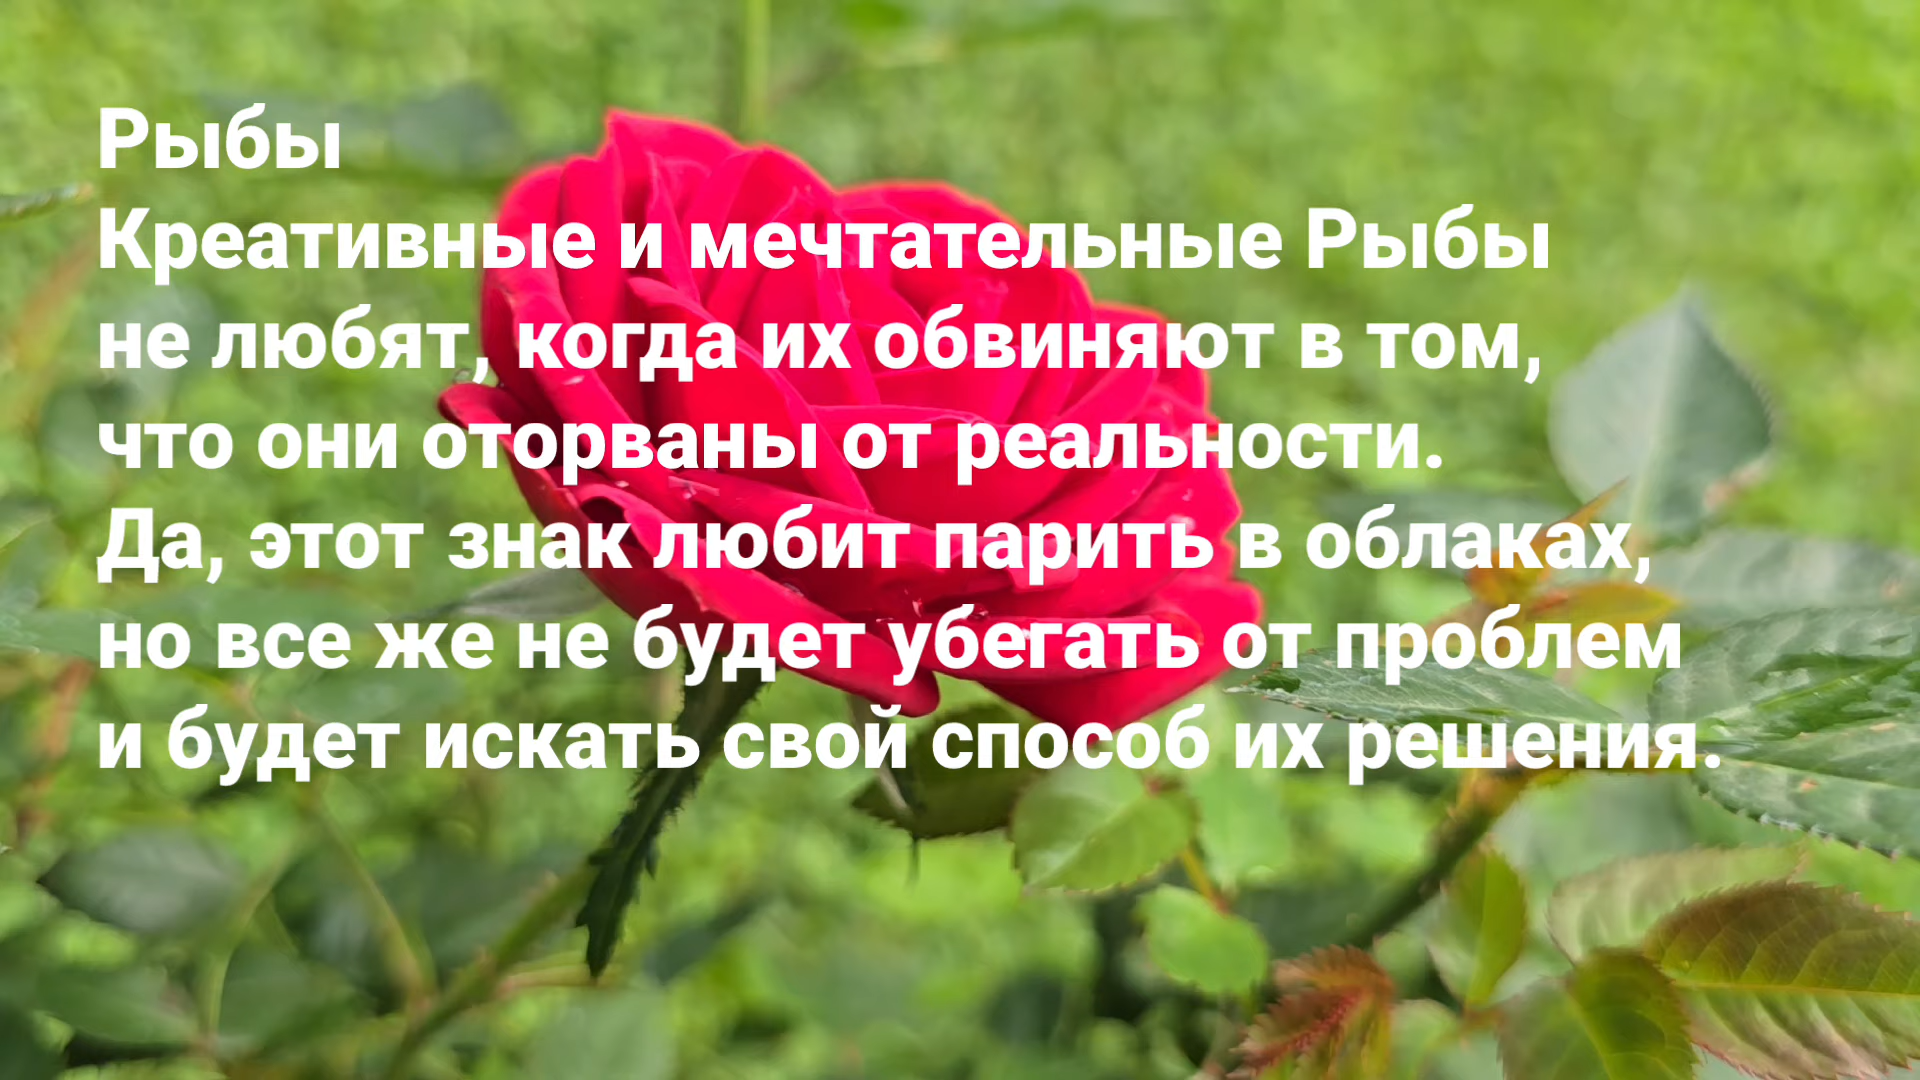 Рыбы
Креативные и мечтательные Рыбы
не любят, когда их обвиняют в том,
что они оторваны от реальности.
Да, этот знак любит парить в облаках,
но все же не будет убегать от проблем
и будет искать свой способ их решения.